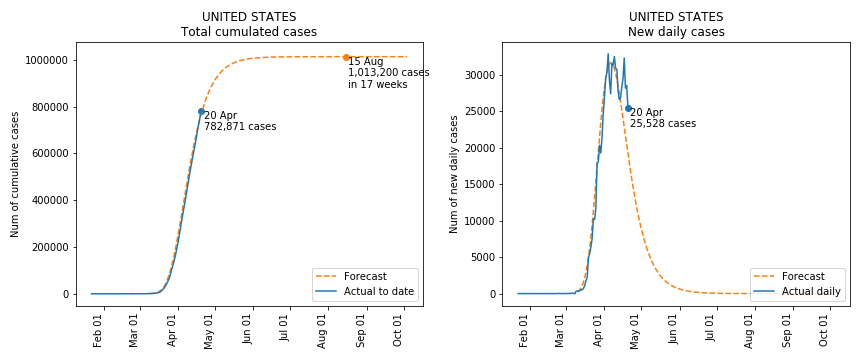 UNITED STATES
Total cumulated cases
Num of cumulative cases
1000000
800000
600000
400000
200000
0
15 Aug
1,013,200 cases
in 17 weeks
20 Apr
782,871 cases
Forecast
Actual to date
Feb 01
Mar 01
Apr 01
May 01
Jun 01
Jul 01
Aug 01
Sep 01
Oct 01
UNITED STATES
New daily cases
Num of new daily cases
30000
25000
20000
15000
10000
5000
0
20 Apr
25,528 cases
Forecast
Actual daily
Feb 01
Mar 01
Apr 01
May 01
Jun 01
Jul 01
Aug 01
Sep 01
Oct 01